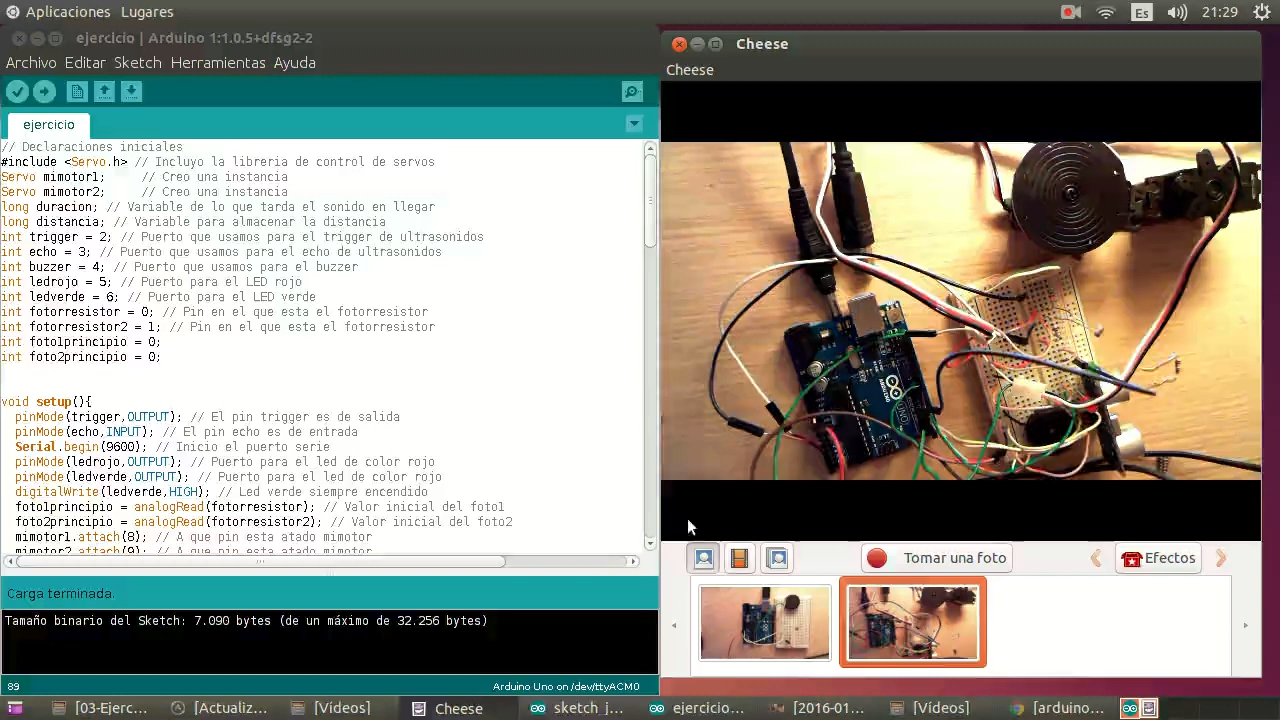 Aplicaciones Lugares
Es 21:29
ejercicio | Arduino 1:1.0.5+dfsg2-2
Archivo Editar Sketch Herramientas Ayuda
ejercicio
// Declaraciones iniciales
#include <Servo.h> // Incluyo la libreria de control de servos
Servo mimotor1; // Creo una instancia
Servo mimotor2; // Creo una instancia
long duracion; // Variable de lo que tarda el sonido en llegar
long distancia; // Variable para almacenar la distancia
int trigger = 2; // Puerto que usamos para el trigger de ultrasonidos
int echo = 3; // Puerto que usamos para el echo de ultrasonidos
int buzzer = 4; // Puerto que usamos para el buzzer
int ledrojo = 5; // Puerto para el LED rojo
int ledverde = 6; // Puerto para el LED verde
int fotorresistor = 0; // Pin en el que esta el fotorresistor
int fotorresistor2 = 1; // Pin en el que esta el fotorresistor
int foto1principio = 0;
int foto2principio = 0;
void setup(){
pinMode(trigger,OUTPUT); // El pin trigger es de salida
pinMode(echo,INPUT); // El pin echo es de entrada
Serial.begin(9600); // Inicio el puerto serie
pinMode(ledrojo,OUTPUT); // Puerto para el led de color rojo
pinMode(ledverde,OUTPUT); // Puerto para el led de color rojo
digitalWrite(ledverde,HIGH); // Led verde siempre encendido
foto1principio = analogRead(fotorresistor); // Valor inicial del foto1
foto2principio = analogRead(fotorresistor2); // Valor inicial del foto2
mimotor1.attach(8); // A que pin esta atado mimotor
mimotor2.attach(9); // A que pin esta atado mimotor
Carga terminada.
Tamaño binario del Sketch: 7.090 bytes (de un máximo de 32.256 bytes)
89 Arduino Uno on /dev/ttyACM0
Cheese
Cheese
UNO
Tomar una foto
Efectos
[03-Ejerc... [Actualiz... [Vídeos] Cheese sketch_j... ejercicio... [2016-01... [Vídeos] [arduino...